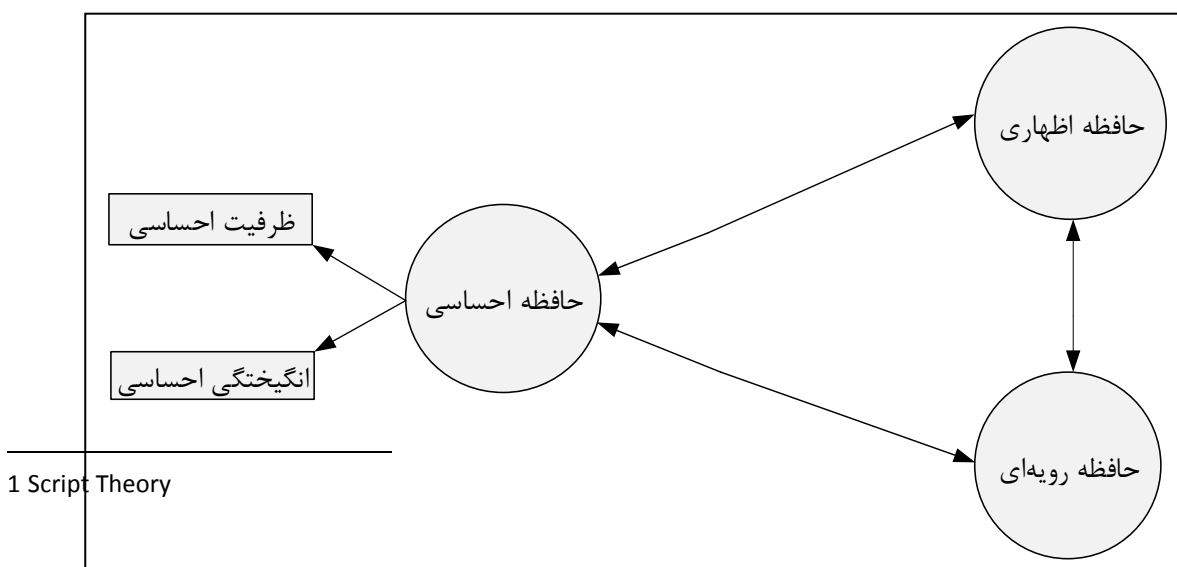 حافظه اظهاری
ظرفیت احساسی
حافظه احساسی
انگیختگی احساسی
حافظه رویه‌ای
1 Script Theory